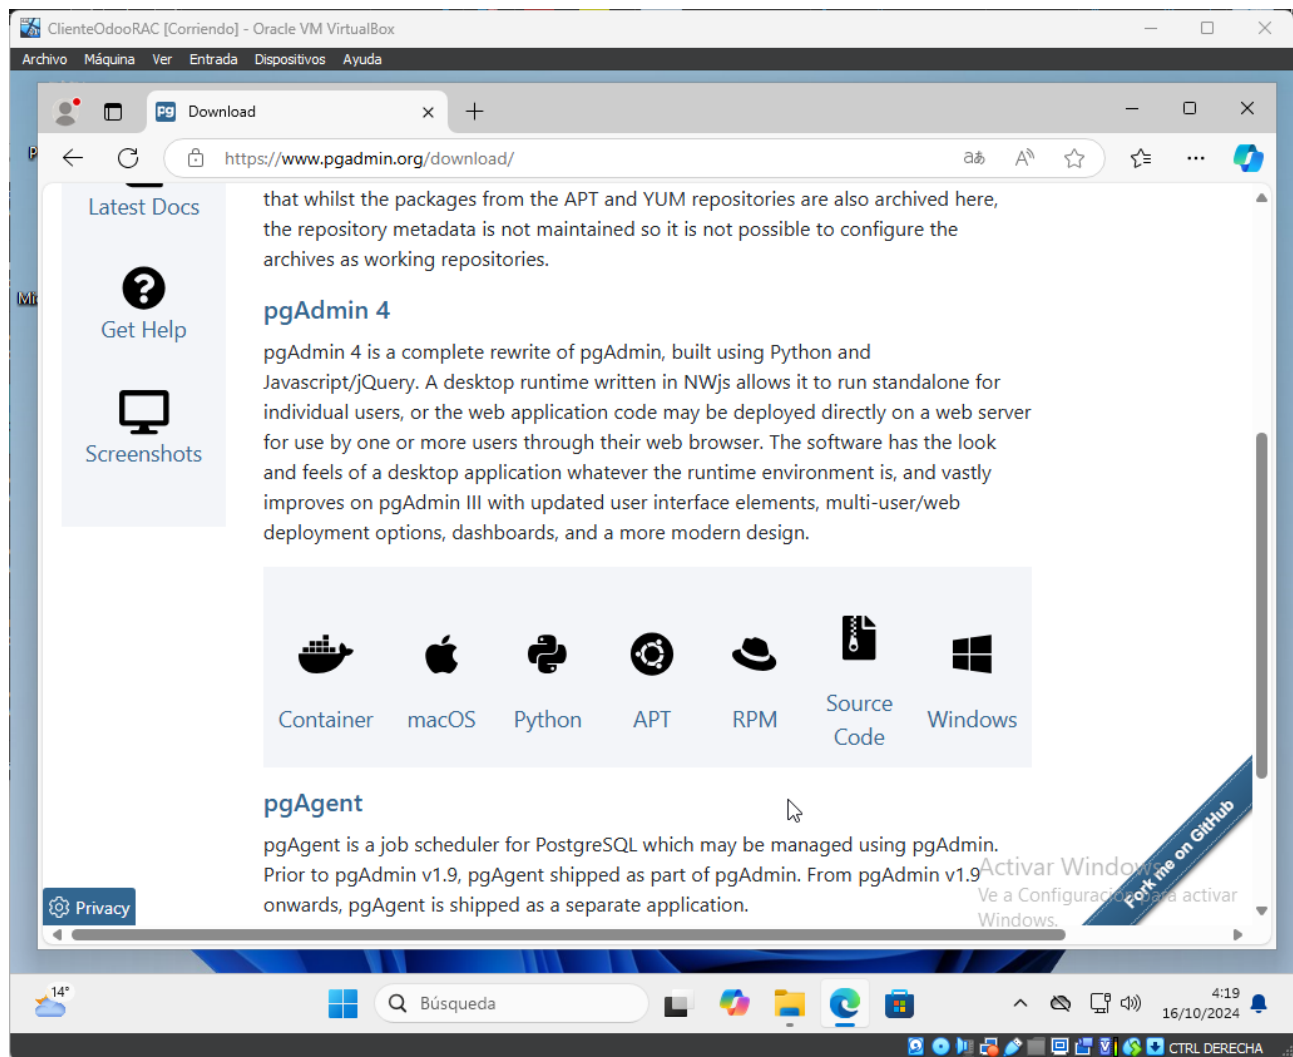 ClienteOdooRAC [Corriendo] - Oracle VM VirtualBox
Archivo Máquina Ver Entrada Dispositivos Ayuda
Pg Download
https://www.pgadmin.org/download/
Latest Docs
Get Help
Screenshots
that whilst the packages from the APT and YUM repositories are also archived here,
the repository metadata is not maintained so it is not possible to configure the
archives as working repositories.
pgAdmin 4
pgAdmin 4 is a complete rewrite of pgAdmin, built using Python and
Javascript/jQuery. A desktop runtime written in NWjs allows it to run standalone for
individual users, or the web application code may be deployed directly on a web server
for use by one or more users through their web browser. The software has the look
and feels of a desktop application whatever the runtime environment is, and vastly
improves on pgAdmin III with updated user interface elements, multi-user/web
deployment options, dashboards, and a more modern design.
Container macOS Python APT RPM Source Code Windows
pgAgent
pgAgent is a job scheduler for PostgreSQL which may be managed using pgAdmin.
Prior to pgAdmin v1.9, pgAgent shipped as part of pgAdmin. From pgAdmin v1.9
onwards, pgAgent is shipped as a separate application.
Fork me on GitHub
Activar Windows
Ve a Configuración para activar
Windows.
Privacy
14°
Búsqueda
4:19
16/10/2024
CTRL DERECHA